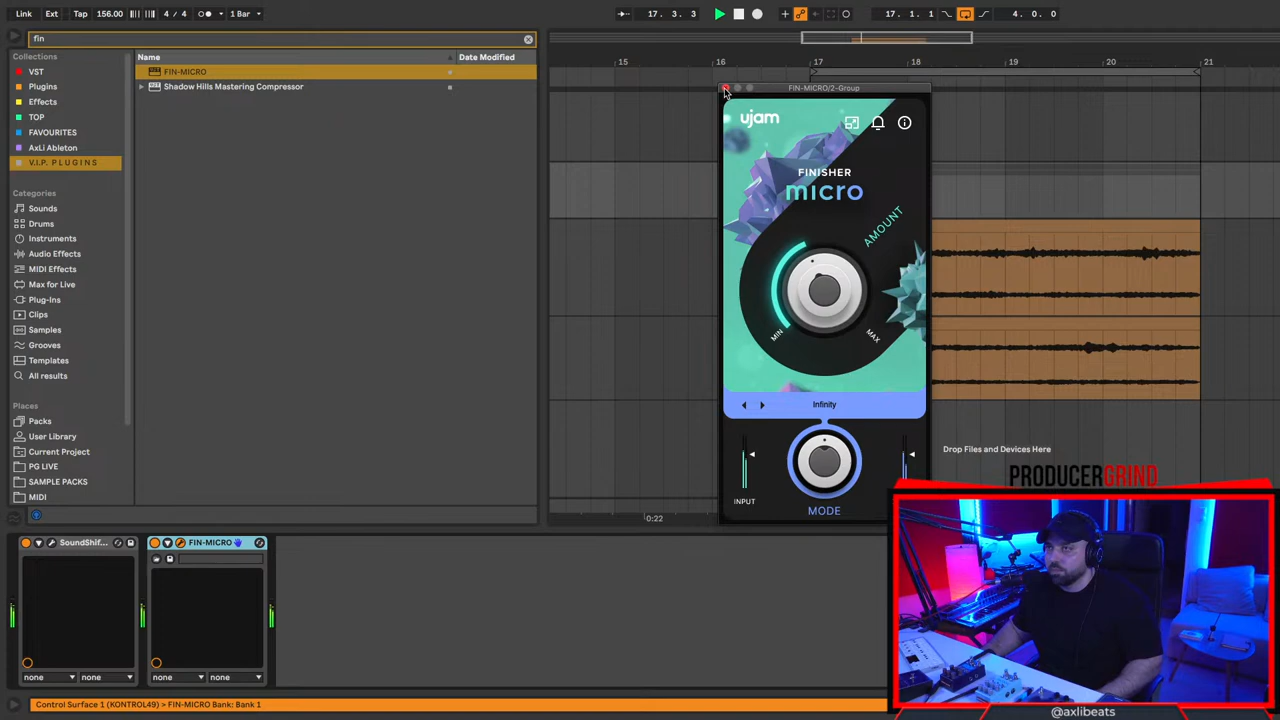 Link Ext Tap 156.00 4 / 4 1 Bar 17. 3. 3 17. 1. 1 4. 0. 0
fin
Collections
VST
Plugins
Effects
TOP
FAVOURITES
AxLi Ableton
V.I.P. P L U G I N S
Categories
Sounds
Drums
Instruments
Audio Effects
MIDI Effects
Max for Live
Plug-Ins
Clips
Samples
Grooves
Templates
All results
Places
Packs
User Library
Current Project
PG LIVE
SAMPLE PACKS
MIDI
Name Date Modified
FIN-MICRO
Shadow Hills Mastering Compressor
15 16 17 18 19 20 21
FIN-MICRO/2-Group
ujam
FINISHER
micro
AMOUNT
MIN MAX
Infinity
INPUT
MODE
0:22
Drop Files and Devices Here
PRODUCERGRIND
SoundShif... FIN-MICRO
none none none none
Control Surface 1 (KONTROL49) > FIN-MICRO Bank: Bank 1
@axlibeats